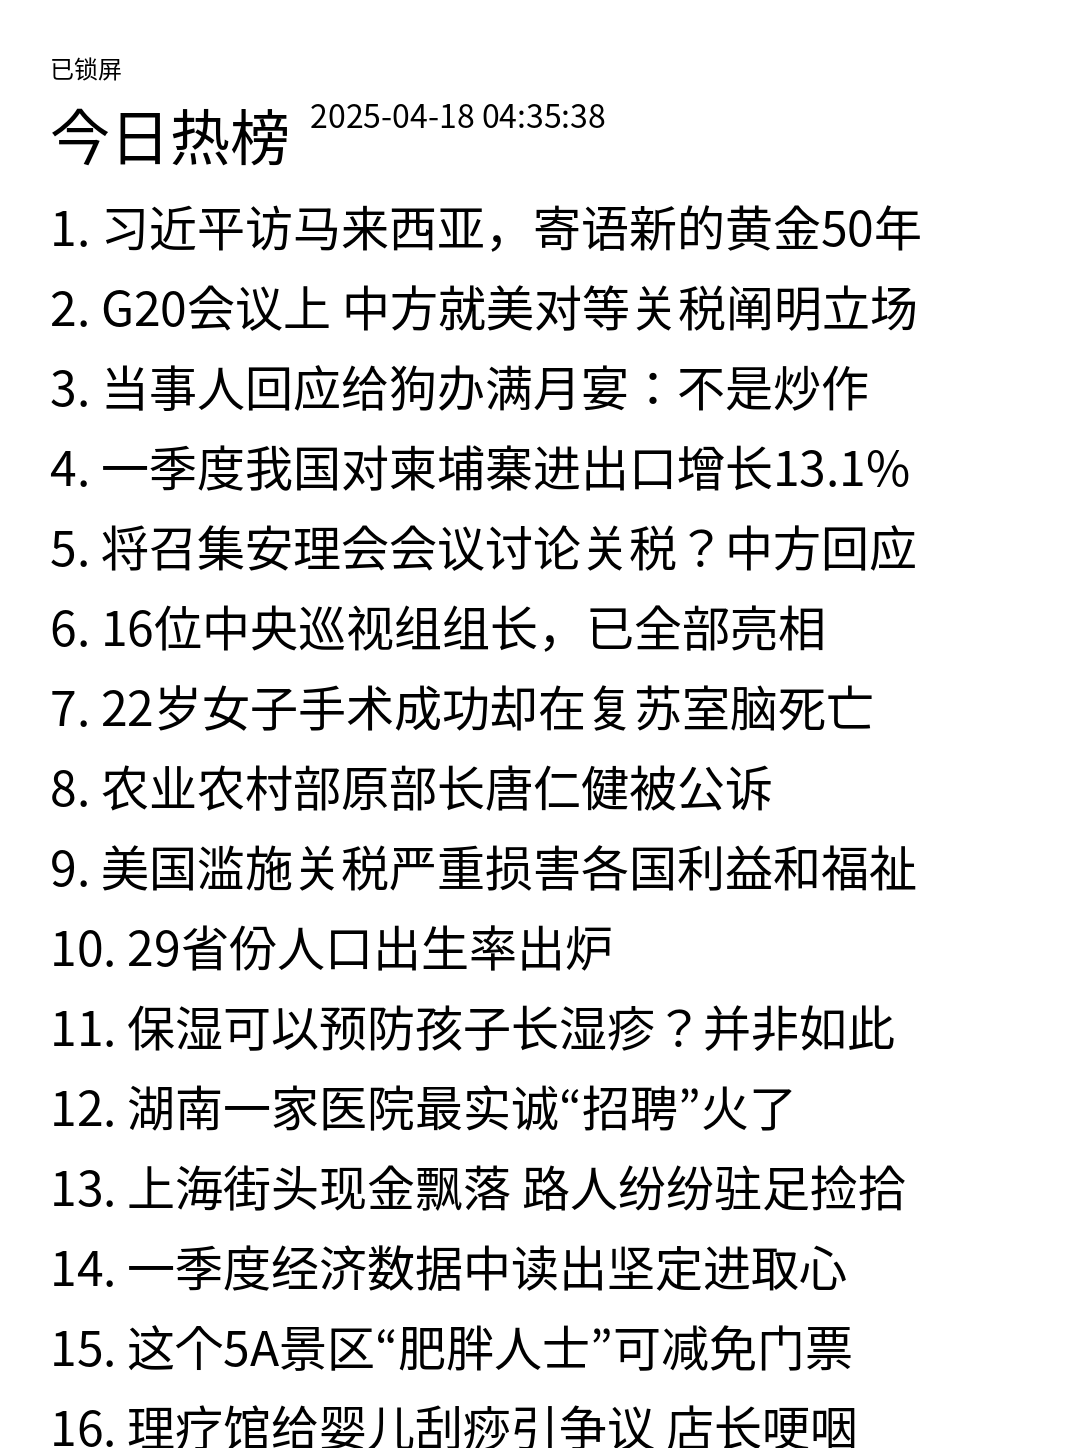 已锁屏
今日热榜 2025-04-18 04:35:38
1. 习近平访马来西亚，寄语新的黄金50年
2. G20会议上 中方就美对等关税阐明立场
3. 当事人回应给狗办满月宴：不是炒作
4. 一季度我国对柬埔寨进出口增长13.1%
5. 将召集安理会会议讨论关税？中方回应
6. 16位中央巡视组组长，已全部亮相
7. 22岁女子手术成功却在复苏室脑死亡
8. 农业农村部原部长唐仁健被公诉
9. 美国滥施关税严重损害各国利益和福祉
10. 29省份人口出生率出炉
11. 保湿可以预防孩子长湿疹？并非如此
12. 湖南一家医院最实诚“招聘”火了
13. 上海街头现金飘落 路人纷纷驻足捡拾
14. 一季度经济数据中读出坚定进取心
15. 这个5A景区“肥胖人士”可减免门票
16. 理疗馆给婴儿刮痧引争议 店长哽咽